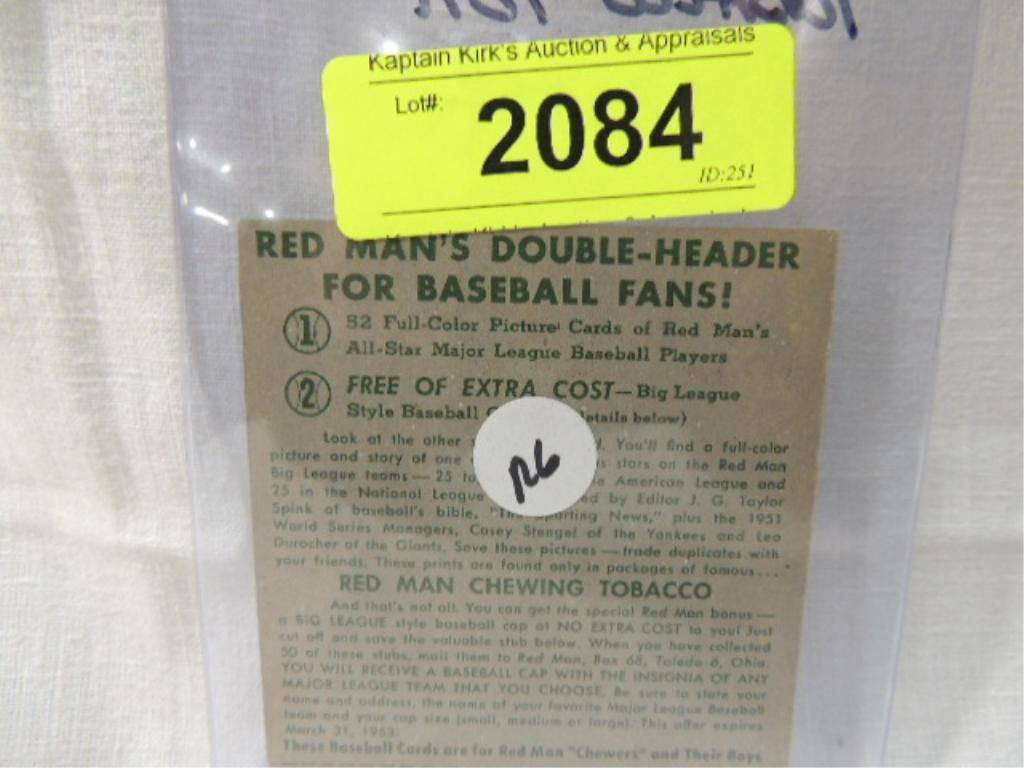 Kaptain Kirk's Auction & Appraisals
Lot#:
2084
ID:251
RED MAN'S DOUBLE-HEADER
FOR BASEBALL FANS!
1 52 Full-Color Picture Cards of Red Man's
All-Star Major League Baseball Players
2 FREE OF EXTRA COST—Big League
Style Baseball details below)
R6
Look at the other You'll find a full-color
picture and story of one stars on the Red Man
Big League teams — 25 American League and
25 in the National League by Editor J. G. Taylor
Spink of baseball's bible, "The Sporting News," plus the 1951
World Series Managers, Casey Stengel of the Yankees and Leo
Durocher of the Giants. Save these pictures — trade duplicates with
your friends. These prints are found only in packages of famous...
RED MAN CHEWING TOBACCO
And that's not all. You can get the special Red Man bonus —
a BIG LEAGUE style baseball cap at NO EXTRA COST to you! Just
cut off and save the valuable stub below. When you have collected
50 of these stubs, mail them to Red Man, Box 68, Toledo 6, Ohio.
YOU WILL RECEIVE A BASEBALL CAP WITH THE INSIGNIA OF ANY
MAJOR LEAGUE TEAM THAT YOU CHOOSE. Be sure to state your
name and address, the name of your favorite Major League Baseball
team and your cap size (small, medium or large). This offer expires
March 31, 1953.
These Baseball Cards are for Red Man "Chewers" and Their Boys